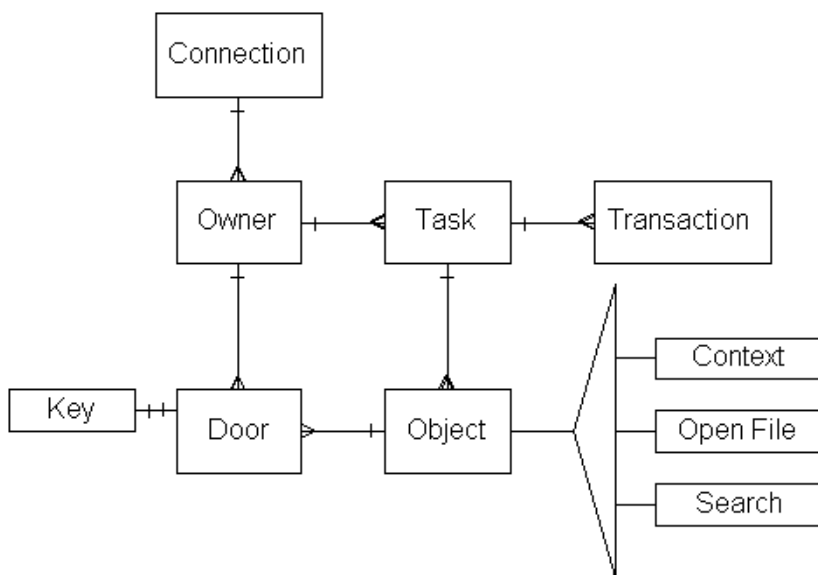 Connection
Owner
Task
Transaction
Context
Key
Door
Object
Open File
Search